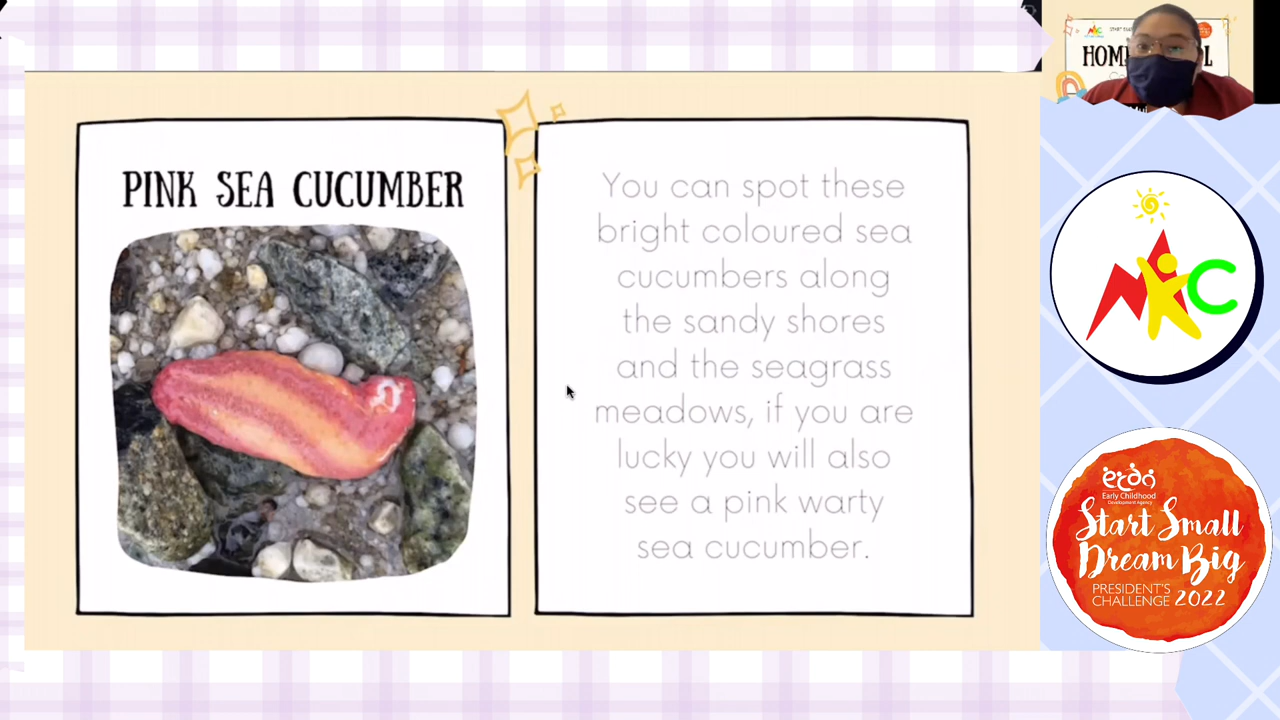 PINK SEA CUCUMBER
You can spot these
bright coloured sea
cucumbers along
the sandy shores
and the seagrass
meadows, if you are
lucky you will also
see a pink warty
sea cucumber.
MKC
ecda
Early Childhood
Development Agency
Start Small
Dream Big
PRESIDENT'S
CHALLENGE 2022